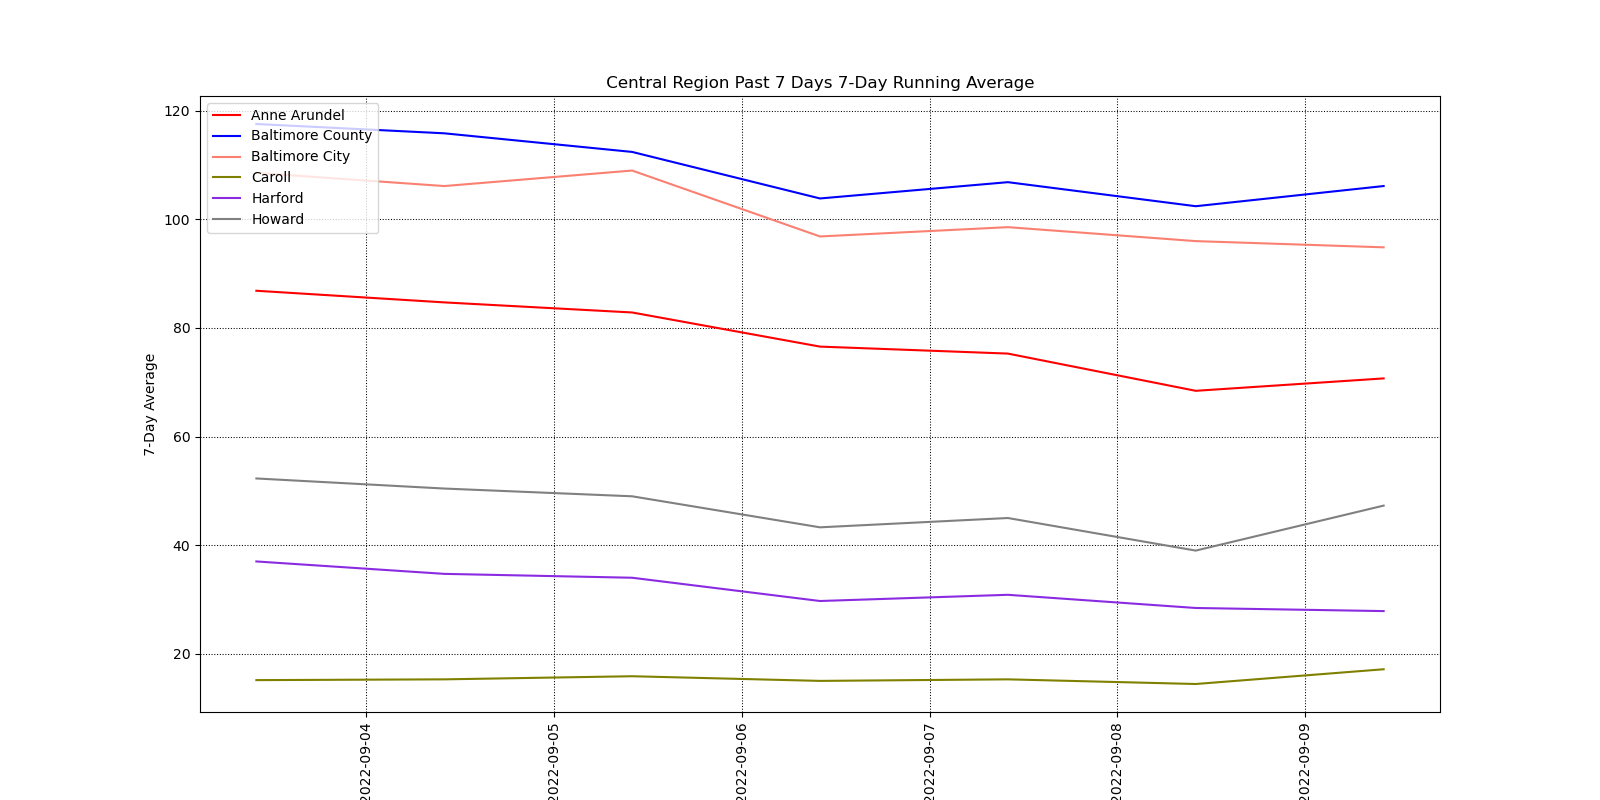 Central Region Past 7 Days 7-Day Running Average
120
100
80
60
40
20
7-Day Average
Anne Arundel
Baltimore County
Baltimore City
Caroll
Harford
Howard
2022-09-04
2022-09-05
2022-09-06
2022-09-07
2022-09-08
2022-09-09